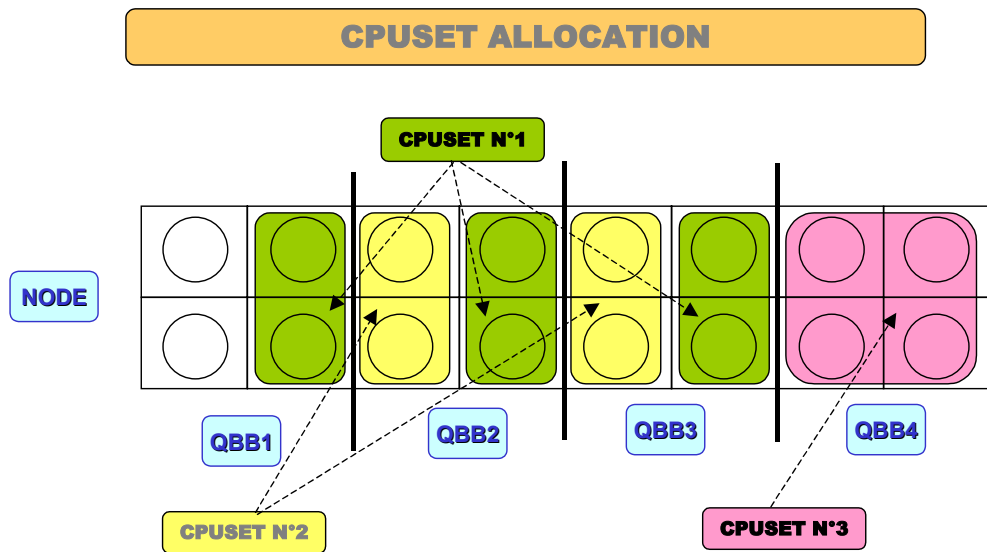 CPUSET ALLOCATION
CPUSET N°1
NODE
QBB1
QBB2
QBB3
QBB4
CPUSET N°2
CPUSET N°3